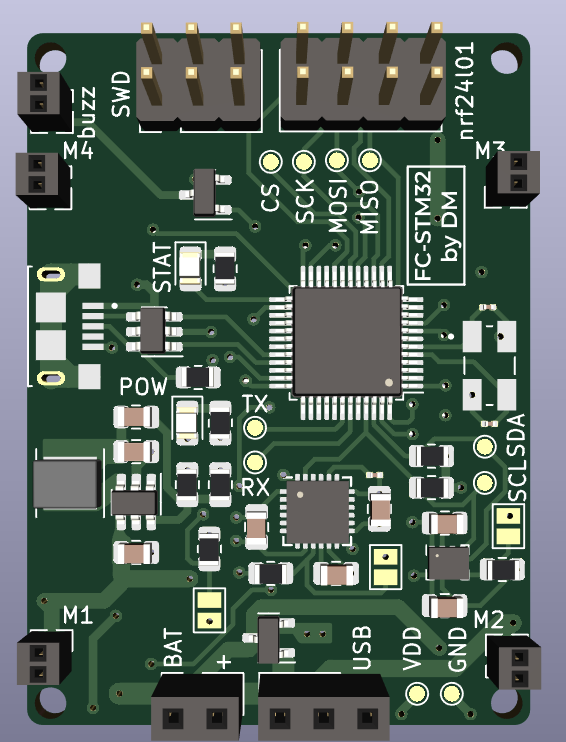 SWD
nrf24l01
buzz
M4
M3
CS
SCK
MOSI
MISO
FC-STM32
by DM
STAT
POW
TX
RX
SCL
SDA
M1
M2
BAT
+
USB
VDD
GND